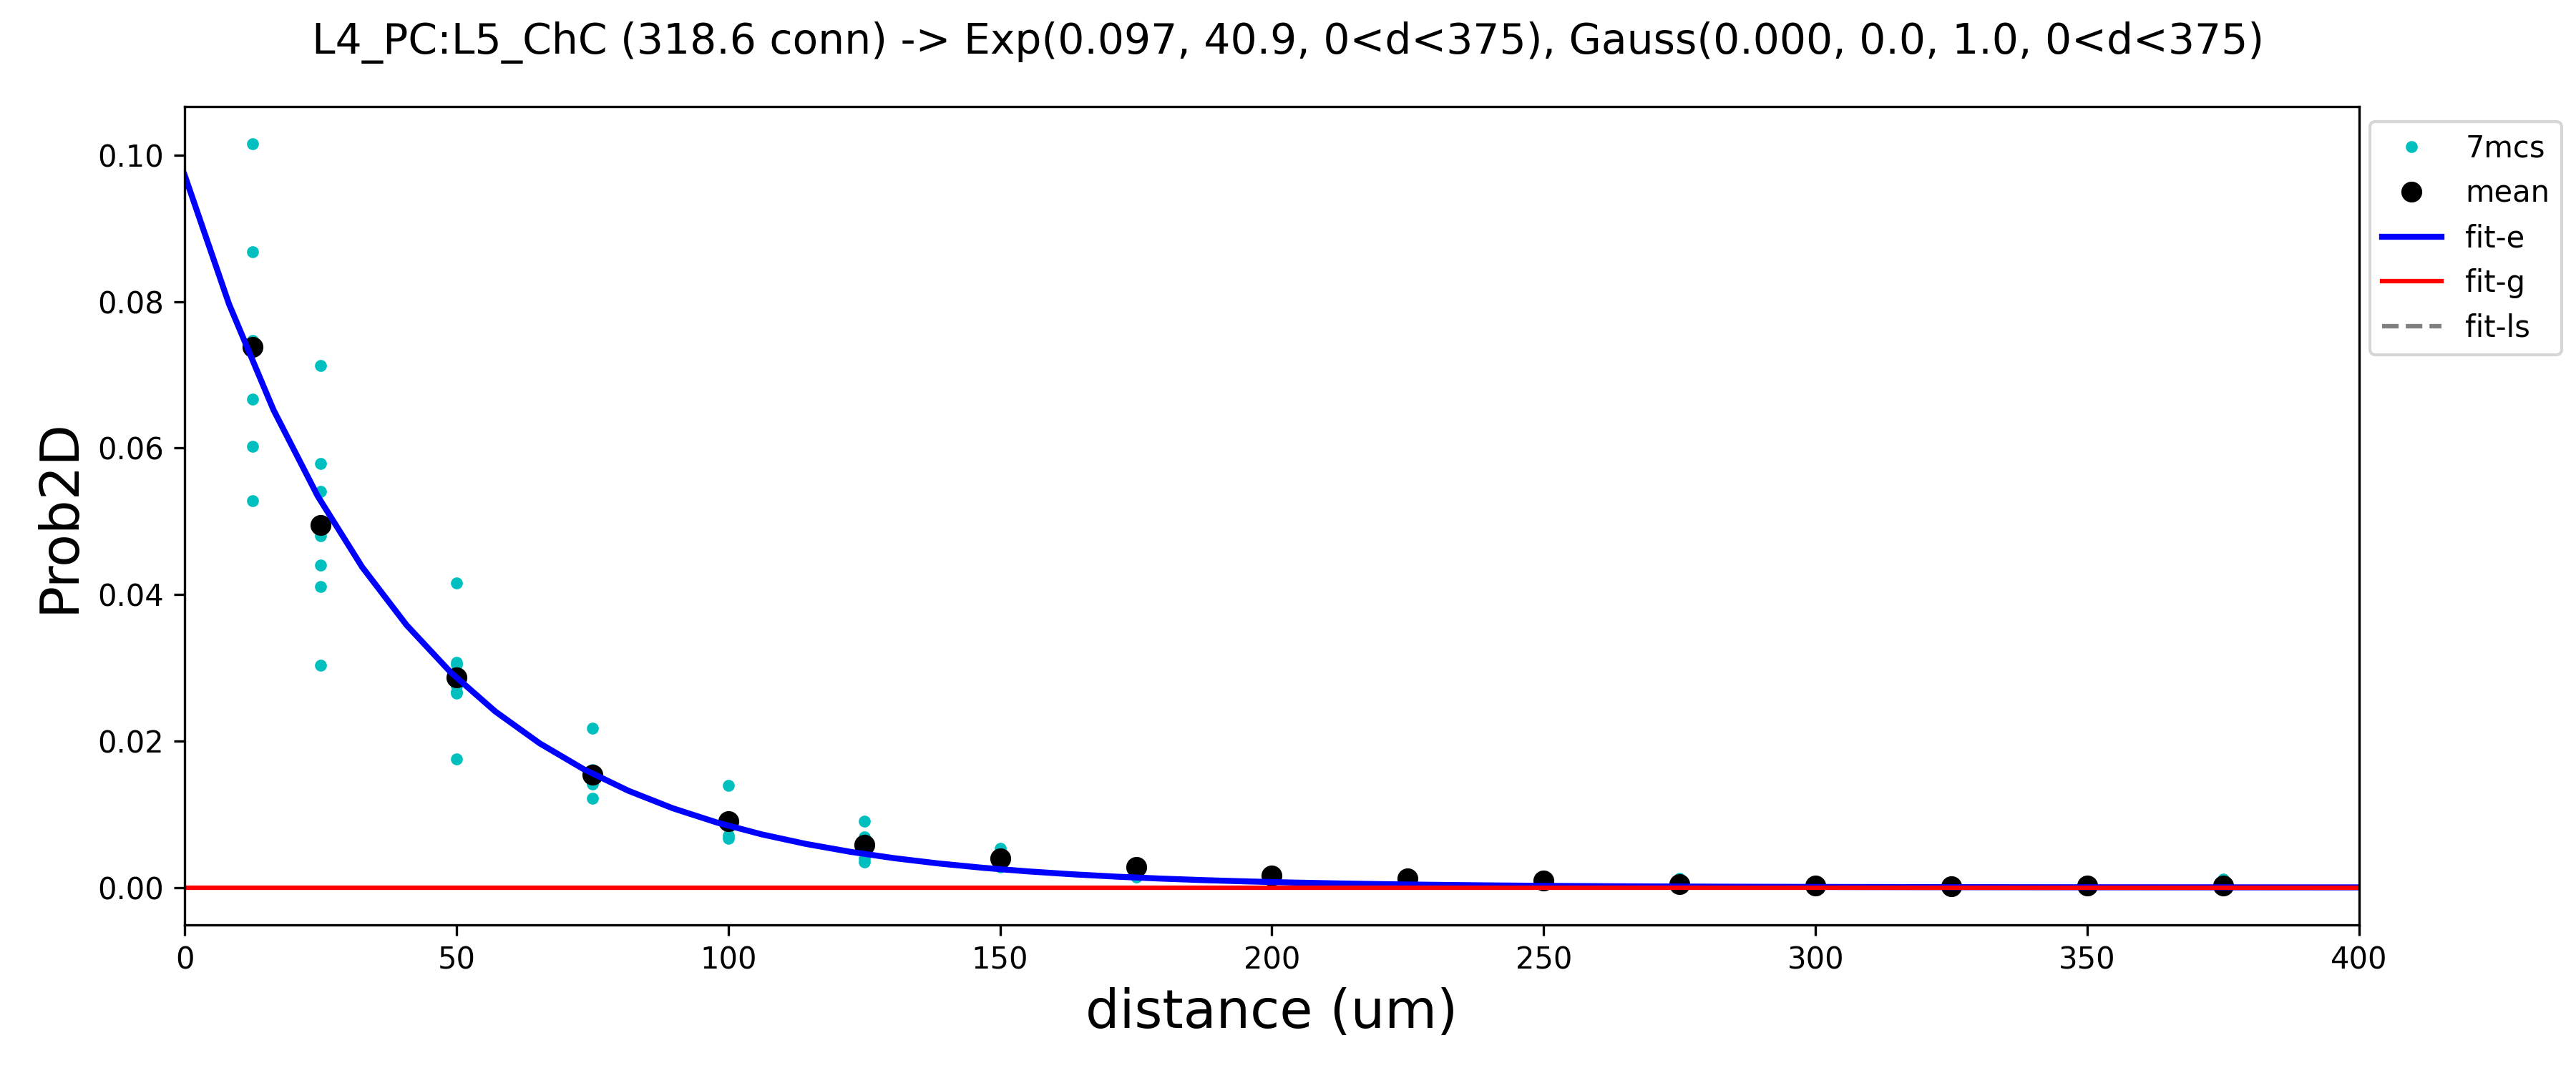 L4_PC:L5_ChC (318.6 conn) -> Exp(0.097, 40.9, 0<d<375), Gauss(0.000, 0.0, 1.0, 0<d<375)
7mcs
mean
fit-e
fit-g
fit-ls
Prob2D
0.10
0.08
0.06
0.04
0.02
0.00
0 50 100 150 200 250 300 350 400
distance (um)